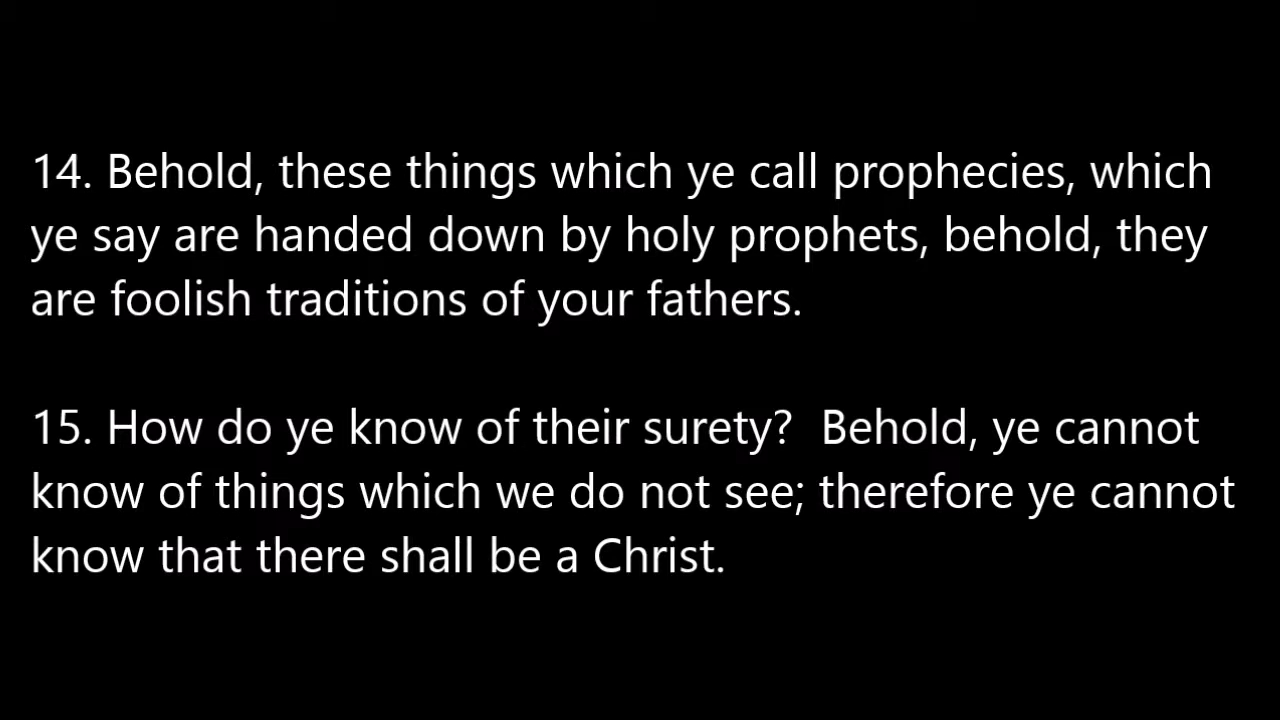 14. Behold, these things which ye call prophecies, which
ye say are handed down by holy prophets, behold, they
are foolish traditions of your fathers.
15. How do ye know of their surety?  Behold, ye cannot
know of things which we do not see; therefore ye cannot
know that there shall be a Christ.